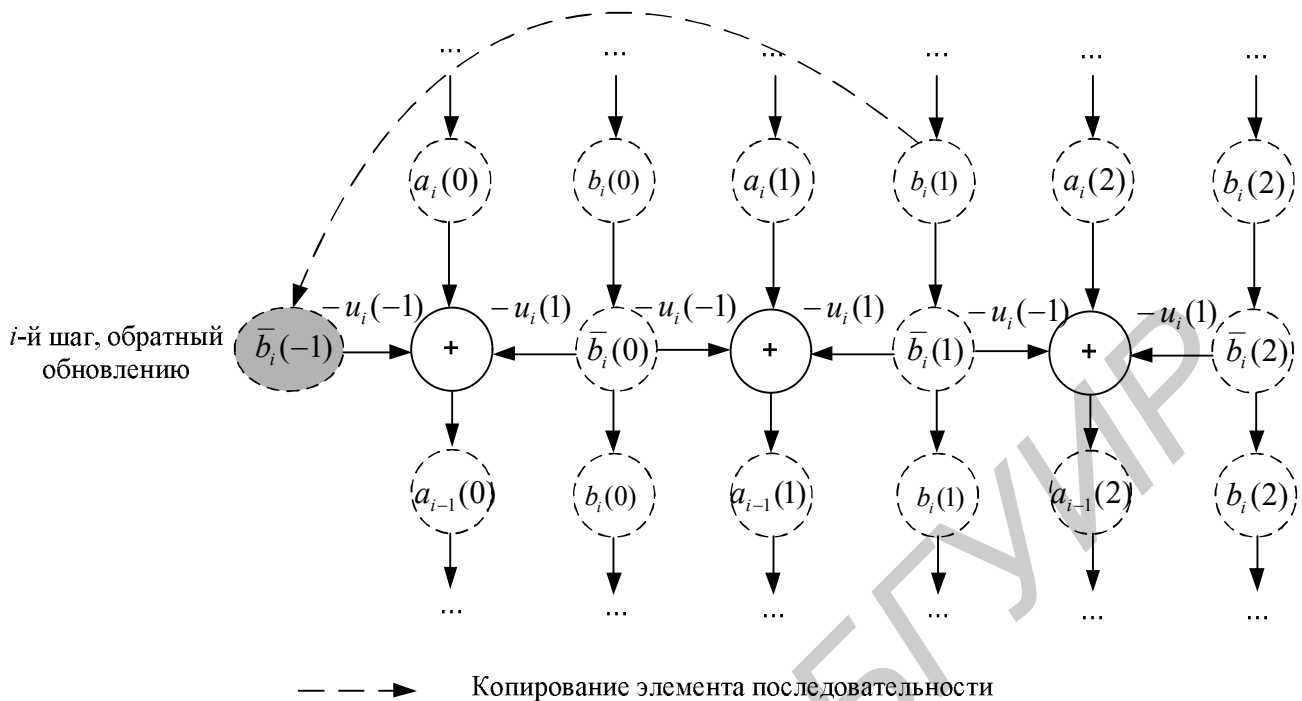 ... ... ... ... ... ...
a_i(0) b_i(0) a_i(1) b_i(1) a_i(2) b_i(2)
−u_i(−1) −u_i(1) −u_i(−1) −u_i(1) −u_i(−1) −u_i(1)
i-й шаг, обратный
обновлению
b̄_i(−1) + b̄_i(0) + b̄_i(1) + b̄_i(2)
a_{i−1}(0) b_i(0) a_{i−1}(1) b_i(1) a_{i−1}(2) b_i(2)
... ... ... ... ... ...
БГУИР
Копирование элемента последовательности